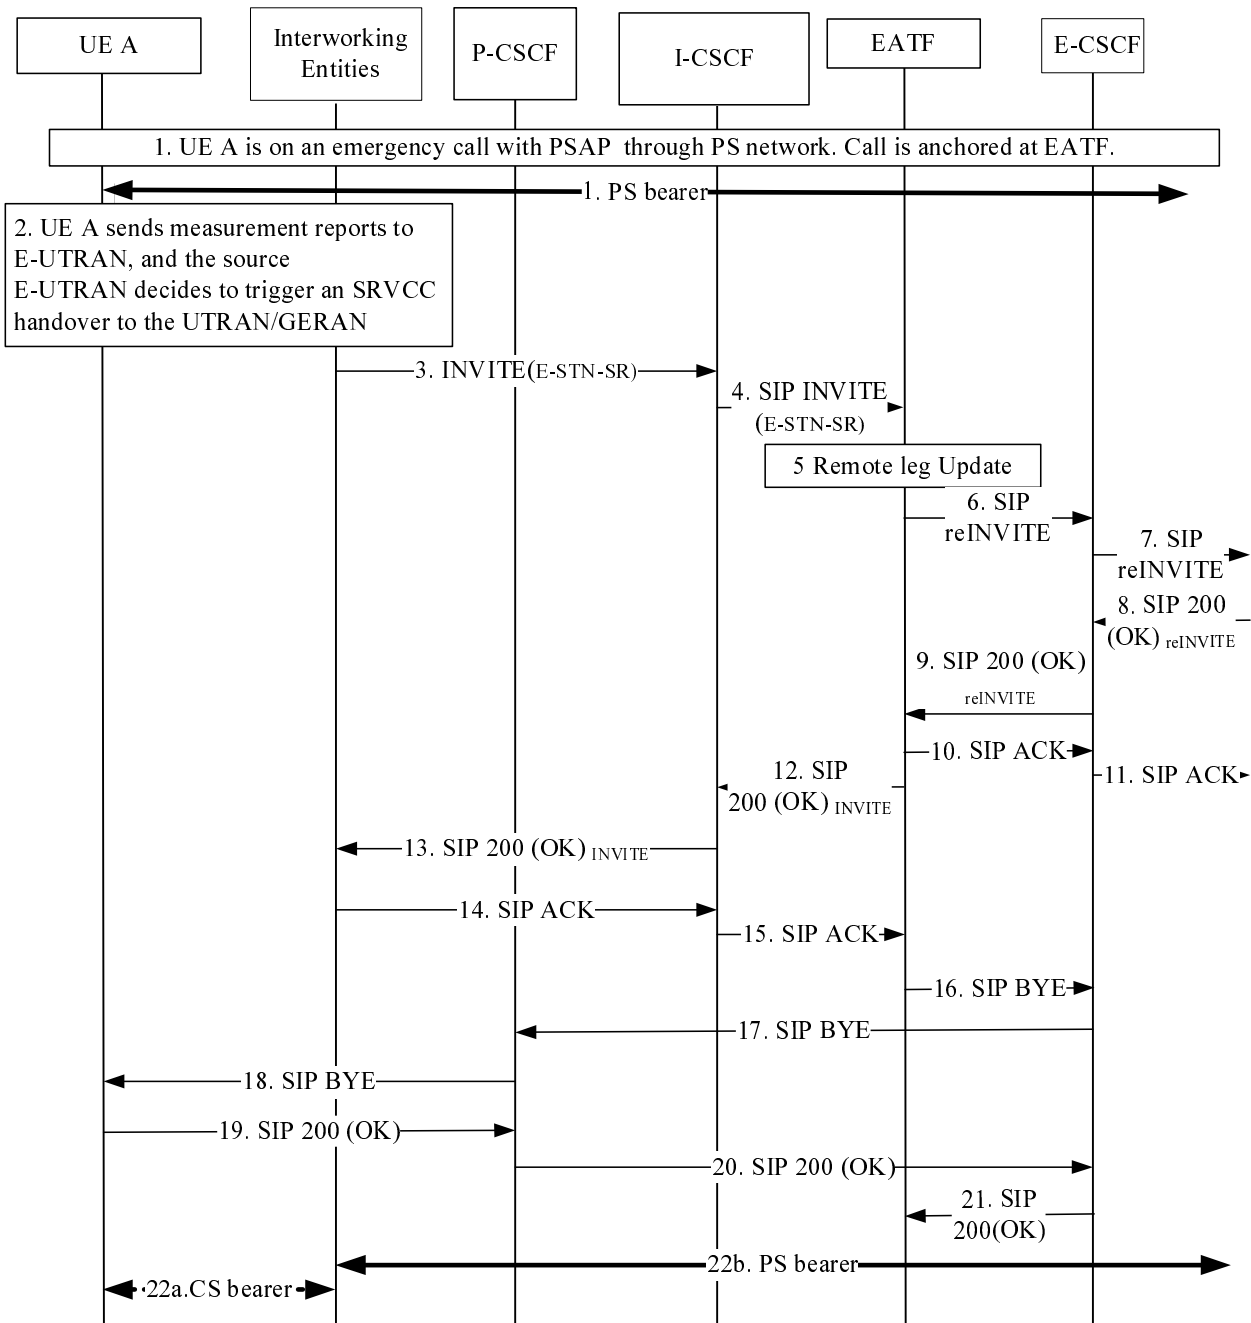 UE A
Interworking
Entities
P-CSCF
I-CSCF
EATF
E-CSCF
1. UE A is on an emergency call with PSAP through PS network. Call is anchored at EATF.
1. PS bearer
2. UE A sends measurement reports to
E-UTRAN, and the source
E-UTRAN decides to trigger an SRVCC
handover to the UTRAN/GERAN
3. INVITE(E-STN-SR)
4. SIP INVITE
(E-STN-SR)
5 Remote leg Update
6. SIP
reINVITE
7. SIP
reINVITE
8. SIP 200
(OK) reINVITE
9. SIP 200 (OK)
reINVITE
10. SIP ACK
11. SIP ACK
12. SIP
200 (OK) INVITE
13. SIP 200 (OK) INVITE
14. SIP ACK
15. SIP ACK
16. SIP BYE
17. SIP BYE
18. SIP BYE
19. SIP 200 (OK)
20. SIP 200 (OK)
21. SIP
200(OK)
22b. PS bearer
22a.CS bearer